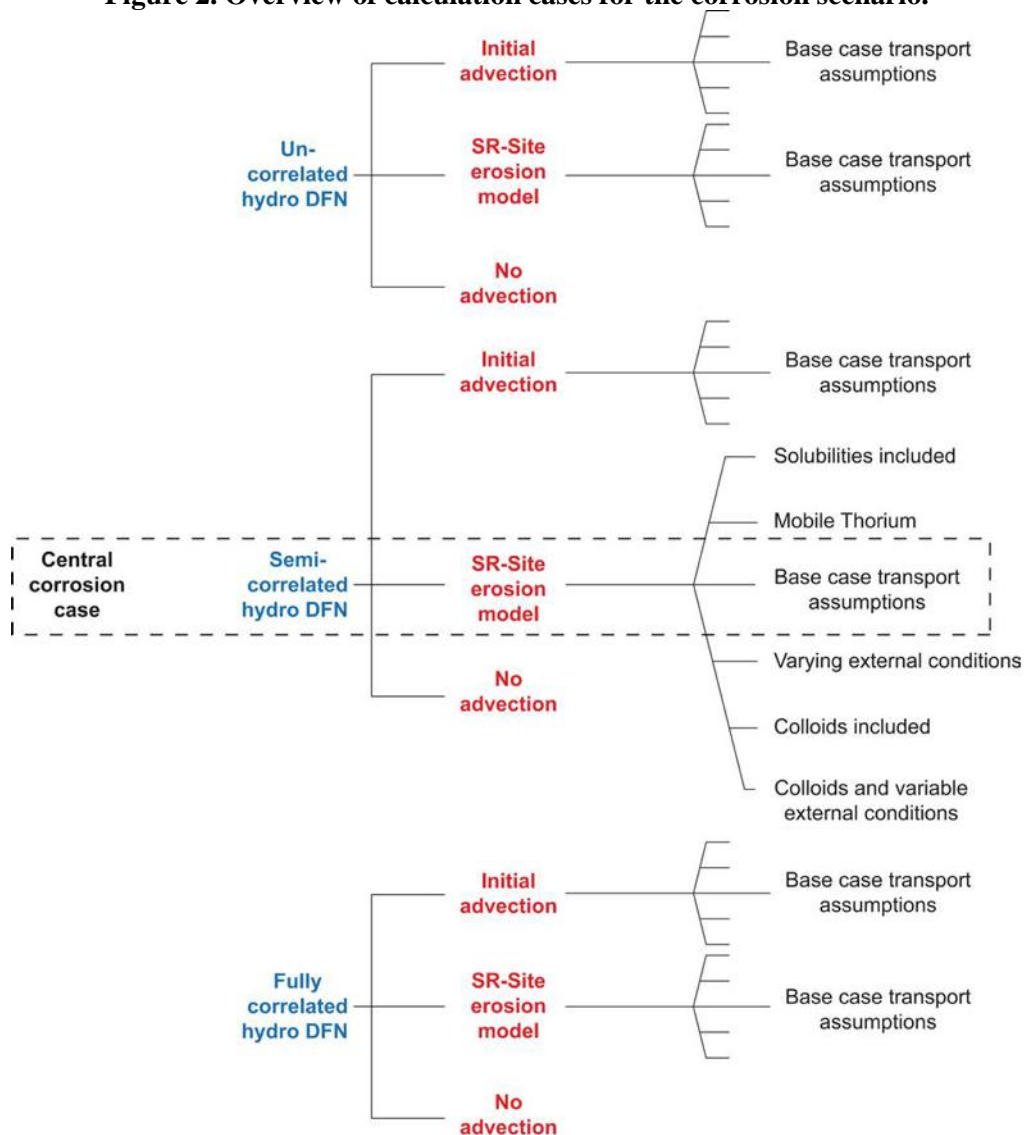 Figure 2. Overview of calculation cases for the corrosion scenario.
Initial
advection
Base case transport
assumptions
Un-
correlated
hydro DFN
SR-Site
erosion
model
Base case transport
assumptions
No
advection
Initial
advection
Base case transport
assumptions
Solubilities included
Mobile Thorium
Central
corrosion
case
Semi-
correlated
hydro DFN
SR-Site
erosion
model
Base case transport
assumptions
Varying external conditions
No
advection
Colloids included
Colloids and variable
external conditions
Initial
advection
Base case transport
assumptions
Fully
correlated
hydro DFN
SR-Site
erosion
model
Base case transport
assumptions
No
advection